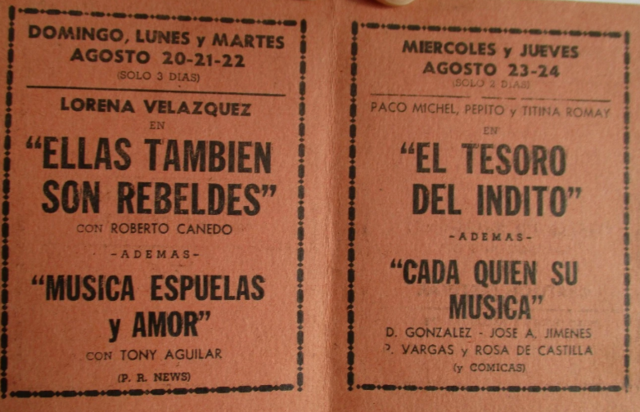 DOMINGO, LUNES y MARTES
AGOSTO 20-21-22
(SOLO 3 DIAS)
LORENA VELAZQUEZ
EN
"ELLAS TAMBIEN
SON REBELDES"
CON ROBERTO CANEDO
-ADEMAS-
"MUSICA ESPUELAS
y AMOR"
CON TONY AGUILAR
(P. R. NEWS)
MIERCOLES y JUEVES
AGOSTO 23-24
(SOLO 2 DIAS)
PACO MICHEL, PEPITO y TITINA ROMAY
EN
"EL TESORO
DEL INDITO"
-ADEMAS-
"CADA QUIEN SU
MUSICA"
D. GONZALEZ - JOSE A. JIMENES
P. VARGAS y ROSA DE CASTILLA
(y COMICAS)